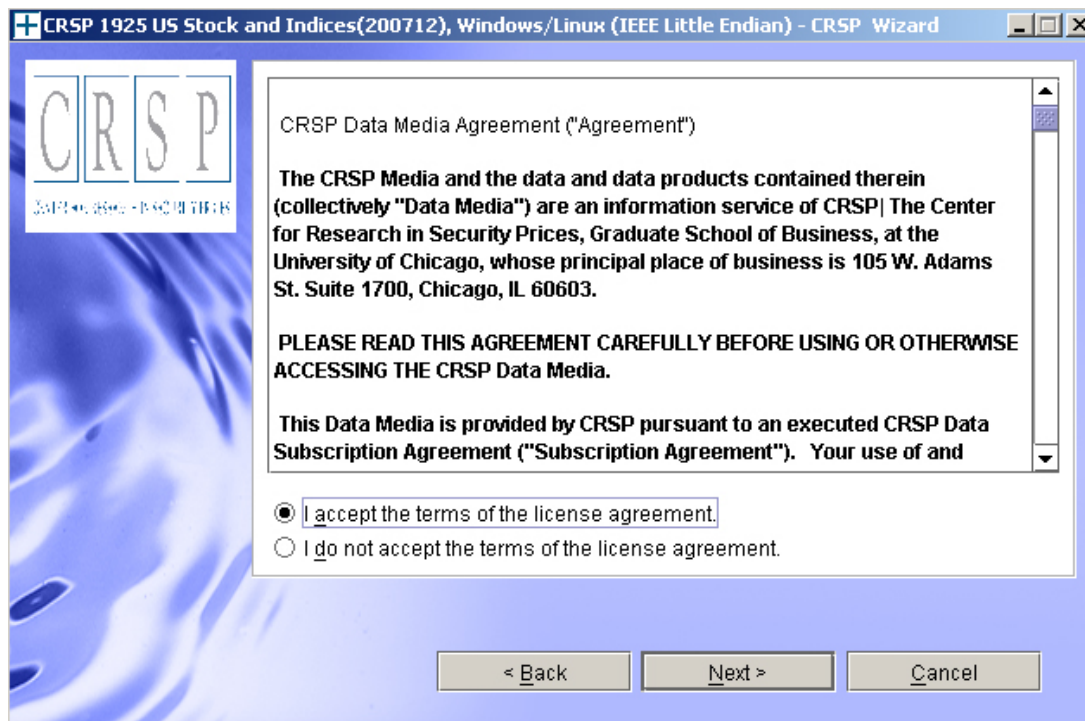 CRSP 1925 US Stock and Indices(200712), Windows/Linux (IEEE Little Endian) - CRSP Wizard
CRSP
CRSP Data Media Agreement ("Agreement")
The CRSP Media and the data and data products contained therein
(collectively "Data Media") are an information service of CRSP| The Center
for Research in Security Prices, Graduate School of Business, at the
University of Chicago, whose principal place of business is 105 W. Adams
St. Suite 1700, Chicago, IL 60603.
PLEASE READ THIS AGREEMENT CAREFULLY BEFORE USING OR OTHERWISE
ACCESSING THE CRSP Data Media.
This Data Media is provided by CRSP pursuant to an executed CRSP Data
Subscription Agreement ("Subscription Agreement"). Your use of and
I accept the terms of the license agreement.
I do not accept the terms of the license agreement.
< Back Next > Cancel